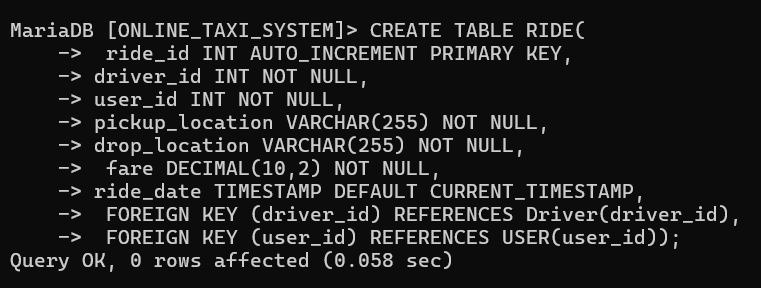 MariaDB [ONLINE_TAXI_SYSTEM]> CREATE TABLE RIDE(
    ->  ride_id INT AUTO_INCREMENT PRIMARY KEY,
    -> driver_id INT NOT NULL,
    -> user_id INT NOT NULL,
    -> pickup_location VARCHAR(255) NOT NULL,
    -> drop_location VARCHAR(255) NOT NULL,
    ->  fare DECIMAL(10,2) NOT NULL,
    -> ride_date TIMESTAMP DEFAULT CURRENT_TIMESTAMP,
    ->  FOREIGN KEY (driver_id) REFERENCES Driver(driver_id),
    ->  FOREIGN KEY (user_id) REFERENCES USER(user_id));
Query OK, 0 rows affected (0.058 sec)